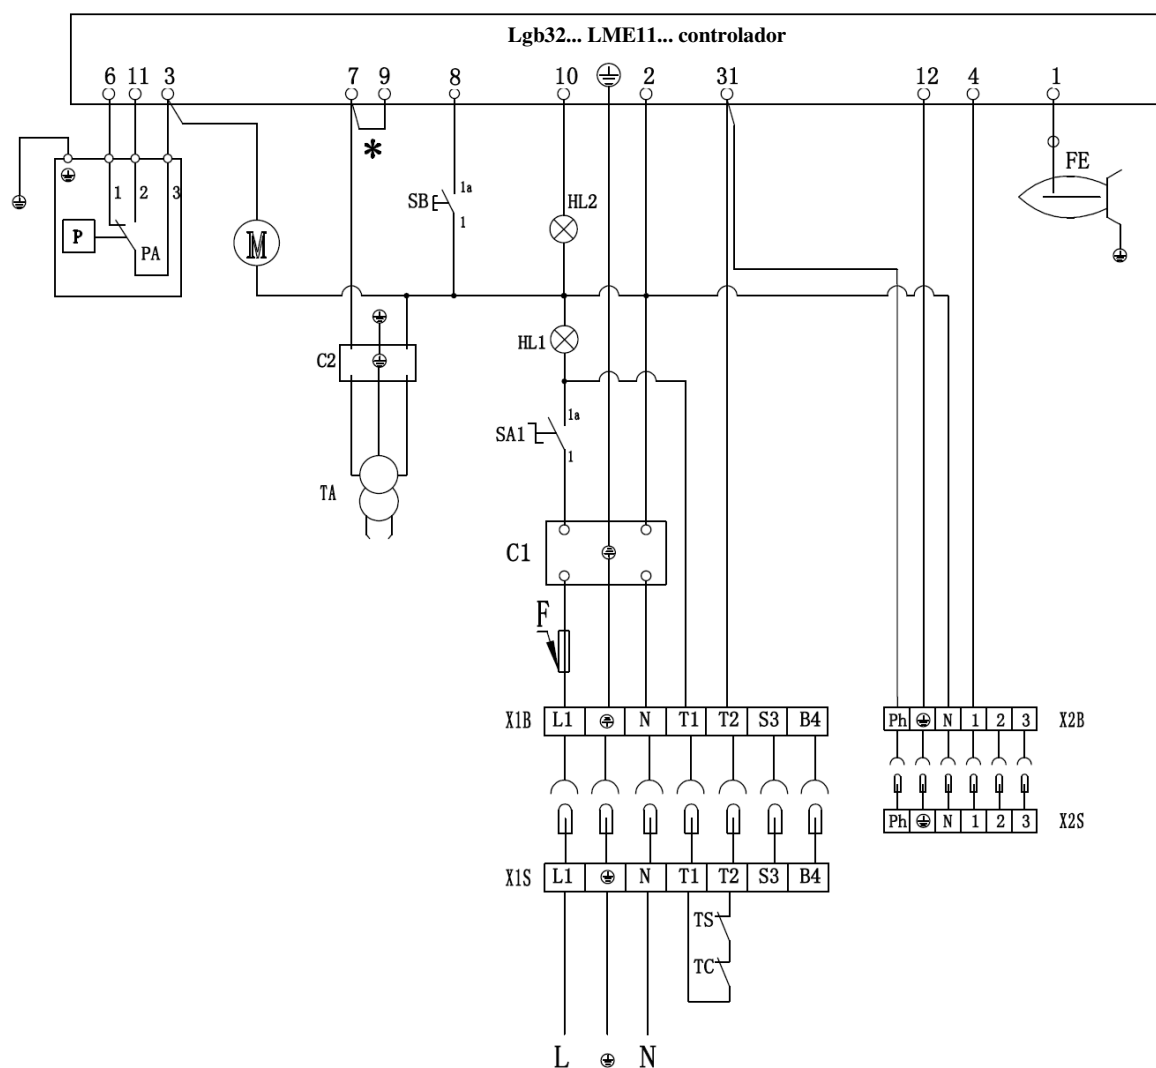 Lgb32... LME11... controlador
6 11 3 7 9 8 10 2 31 12 4 1
*
FE
1 2 3
1a
SB
HL2
1
P
PA
M
HL1
C2
1a
SA1
1
TA
C1
F
X1B L1 N T1 T2 S3 B4
Ph N 1 2 3 X2B
Ph N 1 2 3 X2S
X1S L1 N T1 T2 S3 B4
TS
TC
L N